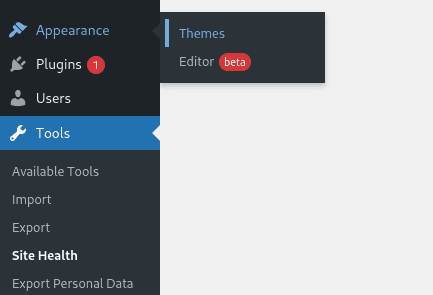 Appearance
Themes
Editor beta
Plugins 1
Users
Tools
Available Tools
Import
Export
Site Health
Export Personal Data